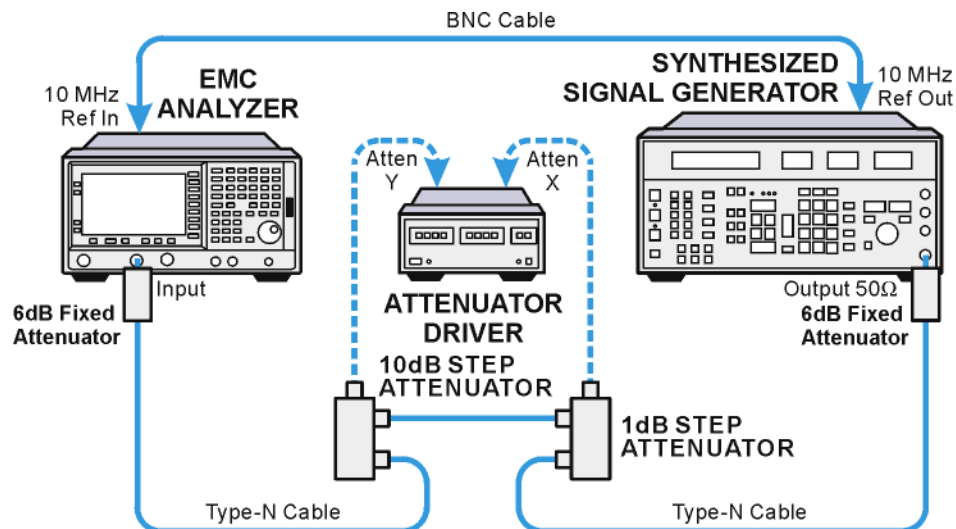 BNC Cable
10 MHz
Ref In
EMC
ANALYZER
SYNTHESIZED
SIGNAL GENERATOR
10 MHz
Ref Out
Atten
Y
Atten
X
Input
6dB Fixed
Attenuator
ATTENUATOR
DRIVER
Output 50Ω
6dB Fixed
Attenuator
10dB STEP
ATTENUATOR
1dB STEP
ATTENUATOR
Type-N Cable
Type-N Cable